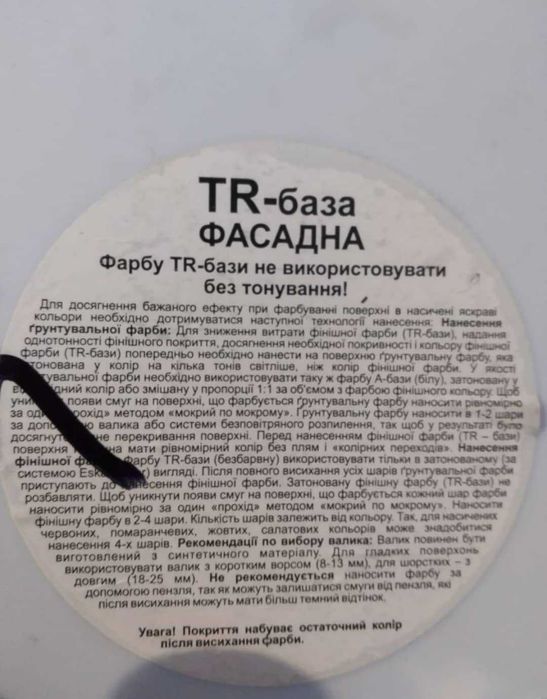 TR-база
ФАСАДНА
Фарбу TR-бази не використовувати
без тонування!
Для досягнення бажаного ефекту при фарбуванні поверхні в насичені яскраві
кольори необхідно дотримуватися наступної технології нанесення: Нанесення
ґрунтувальної фарби: Для зниження витрати фінішної фарби (TR-бази), надання
однотонності фінішного покриття, досягнення необхідної покривності і кольору фінішної
фарби (TR-бази) попередньо необхідно нанести на поверхню ґрунтувальну фарбу, яка
тонована у колір на кілька тонів світліше, ніж колір фінішної фарби. У якості
фарби необхідно використовувати таку ж фарбу А-бази (білу), затоновану у
колір або змішану у пропорції 1:1 за об'ємом з фарбою фінішного кольору. Щоб
появи смуг на поверхні, що фарбується ґрунтувальну фарбу наносити рівномірно
за методом «мокрий по мокрому». Ґрунтувальну фарбу наносити в 1-2 шари
за валика або системи безповітряного розпилення, так щоб у результаті було
не перекривання поверхні. Перед нанесенням фінішної фарби (TR – бази)
поверхня на мати рівномірний колір без плям і «колірних переходів». Нанесення
фінішної фарбу TR-бази (безбарвну) використовувати тільки в затонованому (за
системою вигляді. Після повного висихання усіх шарів ґрунтувальної фарби
приступають до фінішної фарби. Затоновану фінішну фарбу (TR-бази) не
розбавляти. Щоб уникнути появи смуг на поверхні, що фарбується кожний шар фарби
наносити рівномірно за один «прохід» методом «мокрий по мокрому». Наносити
фінішну фарбу в 2-4 шари. Кількість шарів залежить від кольору. Так, для насичених
червоних, помаранчевих, жовтих, салатових кольорів може знадобитися
нанесення 4-х шарів. Рекомендації по вибору валика: Валик повинен бути
виготовлений з синтетичного матеріалу. Для гладких поверхонь
використовувати валик з коротким ворсом (8-13 мм), для шорстких – з
довгим (18-25 мм). Не рекомендується наносити фарбу за
допомогою пензля, так як можуть залишатися смуги від пензля, які
після висихання можуть мати більш темний відтінок.
Увага! Покриття набуває остаточний колір
після висихання фарби.